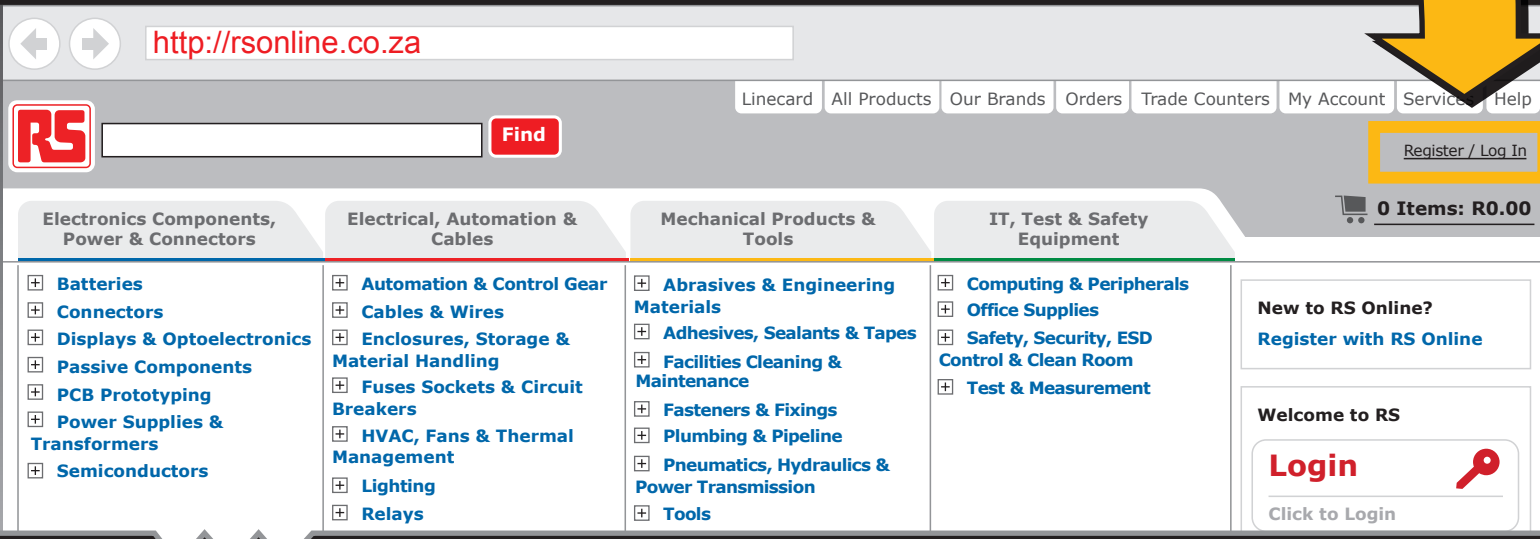 http://rsonline.co.za
Linecard All Products Our Brands Orders Trade Counters My Account Services Help
RS
Find
Register / Log In
0 Items: R0.00
Electronics Components,
Power & Connectors
Electrical, Automation &
Cables
Mechanical Products &
Tools
IT, Test & Safety
Equipment
Batteries
Connectors
Displays & Optoelectronics
Passive Components
PCB Prototyping
Power Supplies &
Transformers
Semiconductors
Automation & Control Gear
Cables & Wires
Enclosures, Storage &
Material Handling
Fuses Sockets & Circuit
Breakers
HVAC, Fans & Thermal
Management
Lighting
Relays
Abrasives & Engineering
Materials
Adhesives, Sealants & Tapes
Facilities Cleaning &
Maintenance
Fasteners & Fixings
Plumbing & Pipeline
Pneumatics, Hydraulics &
Power Transmission
Tools
Computing & Peripherals
Office Supplies
Safety, Security, ESD
Control & Clean Room
Test & Measurement
New to RS Online?
Register with RS Online
Welcome to RS
Login
Click to Login